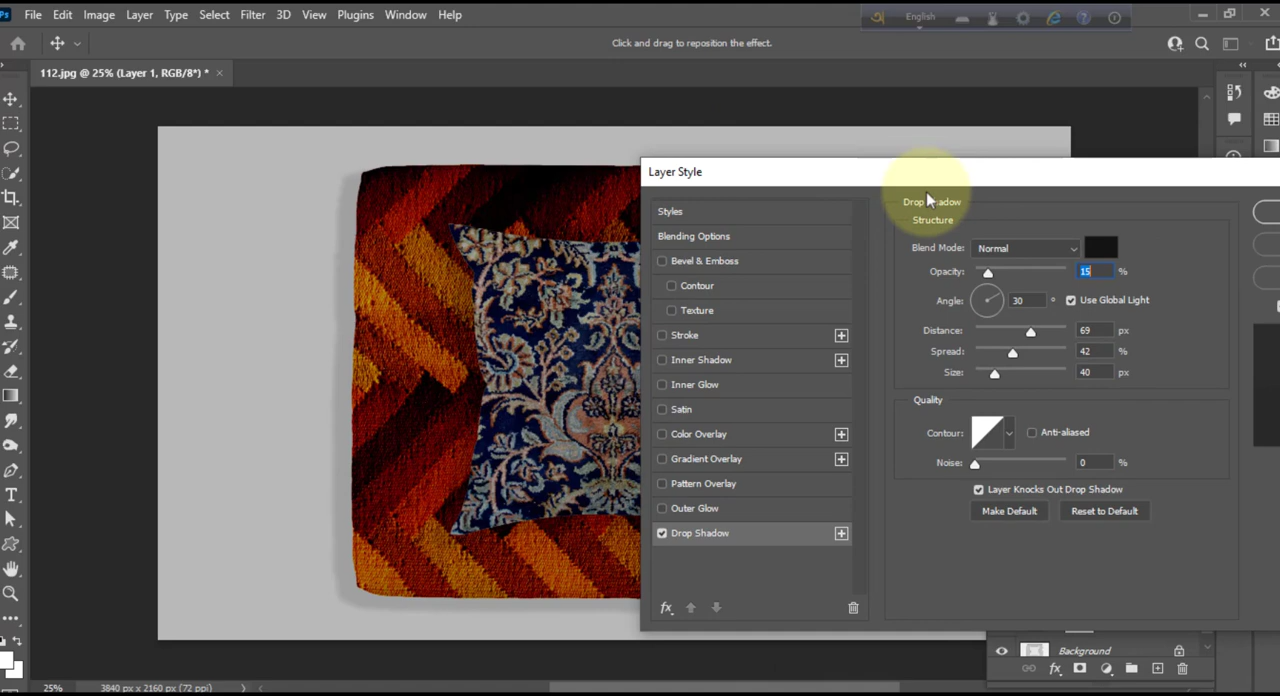 Ps File Edit Image Layer Type Select Filter 3D View Plugins Window Help
English
Click and drag to reposition the effect.
112.jpg @ 25% (Layer 1, RGB/8*) *
Layer Style
Styles
Blending Options
Bevel & Emboss
Contour
Texture
Stroke
Inner Shadow
Inner Glow
Satin
Color Overlay
Gradient Overlay
Pattern Overlay
Outer Glow
Drop Shadow
fx
Drop Shadow
Structure
Blend Mode: Normal
Opacity: 15 %
Angle: 30 ° Use Global Light
Distance: 69 px
Spread: 42 %
Size: 40 px
Quality
Contour: Anti-aliased
Noise: 0 %
Layer Knocks Out Drop Shadow
Make Default Reset to Default
Background
fx
25% 3840 px x 2160 px (72 ppi)